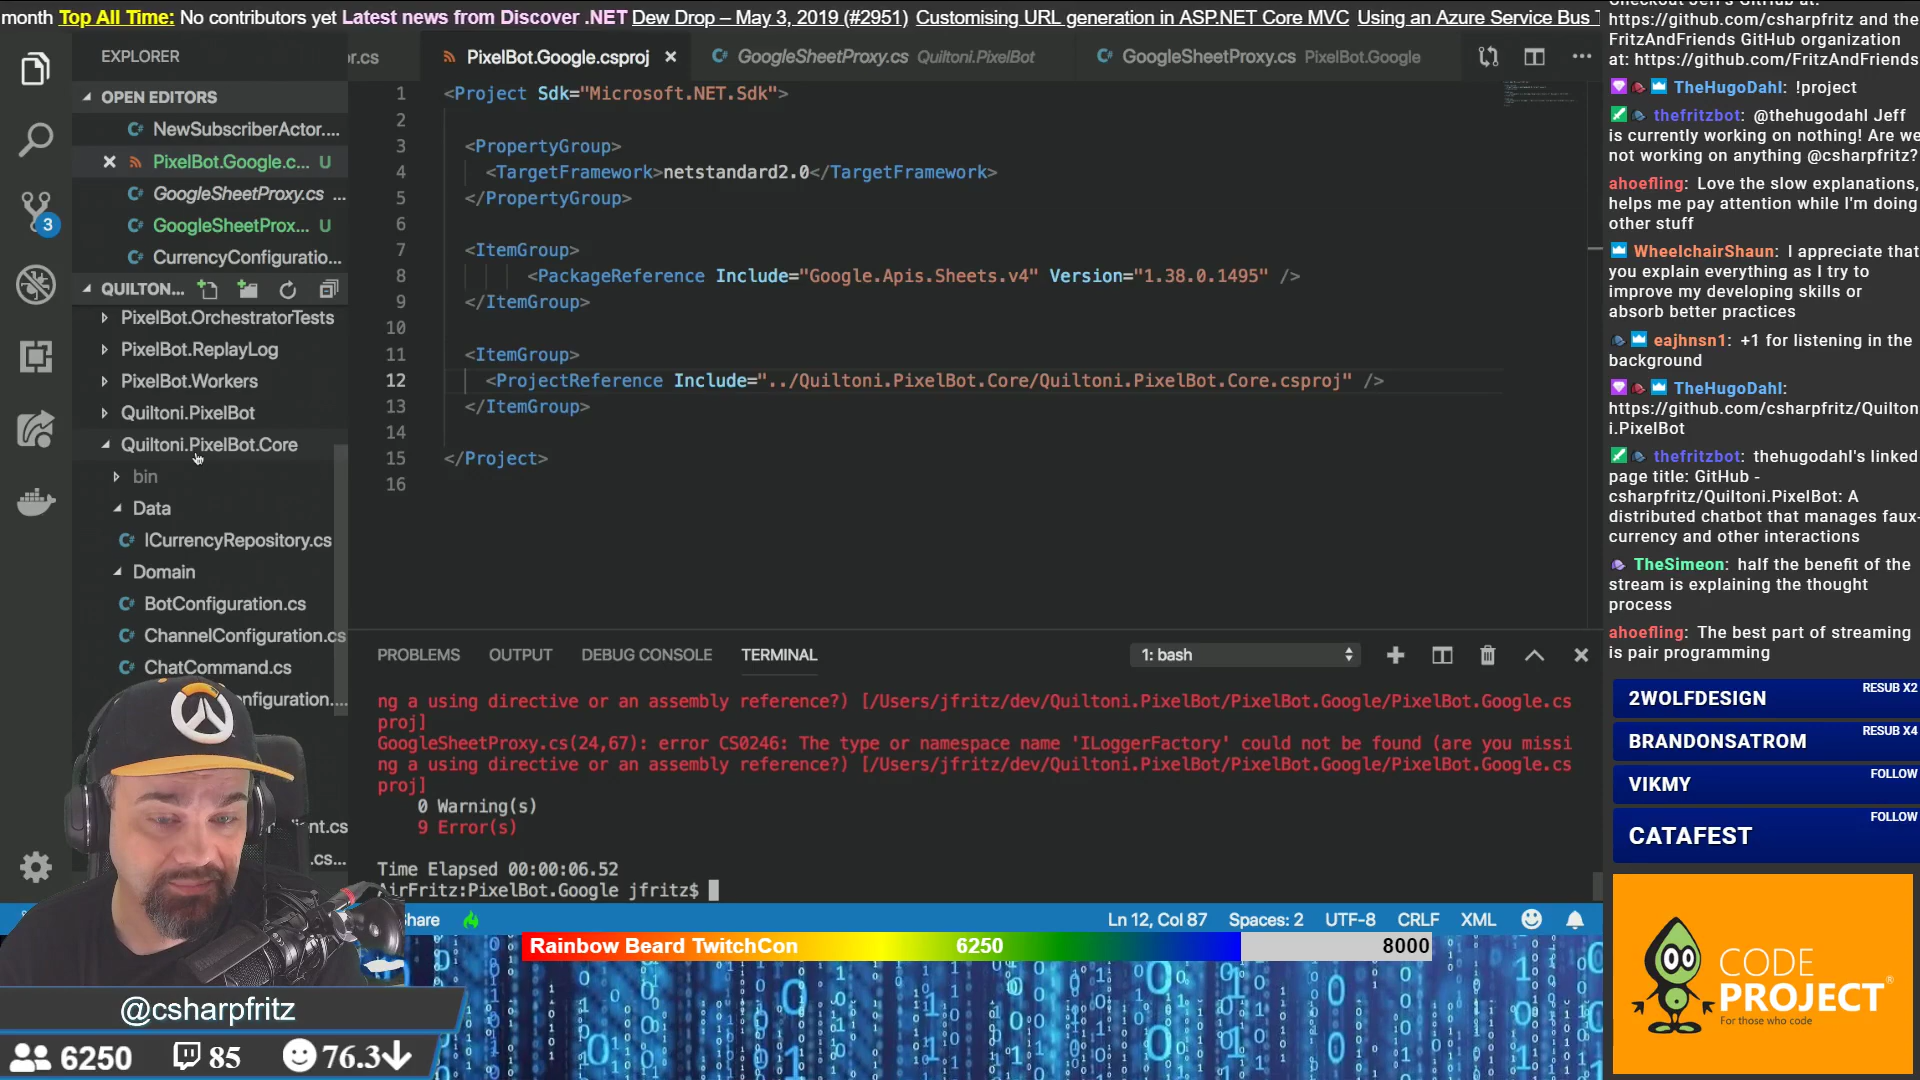 month Top All Time: No contributors yet Latest news from Discover .NET Dew Drop – May 3, 2019 (#2951) Customising URL generation in ASP.NET Core MVC Using an Azure Service Bus
EXPLORER
OPEN EDITORS
NewSubscriberActor....
PixelBot.Google.c... U
GoogleSheetProxy.cs ...
GoogleSheetProx... U
CurrencyConfiguratio...
QUILTON...
PixelBot.OrchestratorTests
PixelBot.ReplayLog
PixelBot.Workers
Quiltoni.PixelBot
Quiltoni.PixelBot.Core
bin
Data
ICurrencyRepository.cs
Domain
BotConfiguration.cs
ChannelConfiguration.cs
ChatCommand.cs
onfiguration....
ent.cs
.cs...
3
or.cs
PixelBot.Google.csproj
GoogleSheetProxy.cs Quiltoni.PixelBot
GoogleSheetProxy.cs PixelBot.Google
1 <Project Sdk="Microsoft.NET.Sdk">
2
3 <PropertyGroup>
4 <TargetFramework>netstandard2.0</TargetFramework>
5 </PropertyGroup>
6
7 <ItemGroup>
8 <PackageReference Include="Google.Apis.Sheets.v4" Version="1.38.0.1495" />
9 </ItemGroup>
10
11 <ItemGroup>
12 <ProjectReference Include="../Quiltoni.PixelBot.Core/Quiltoni.PixelBot.Core.csproj" />
13 </ItemGroup>
14
15 </Project>
16
PROBLEMS OUTPUT DEBUG CONSOLE TERMINAL 1: bash
ng a using directive or an assembly reference?) [/Users/jfritz/dev/Quiltoni.PixelBot/PixelBot.Google/PixelBot.Google.cs
proj]
GoogleSheetProxy.cs(24,67): error CS0246: The type or namespace name 'ILoggerFactory' could not be found (are you missi
ng a using directive or an assembly reference?) [/Users/jfritz/dev/Quiltoni.PixelBot/PixelBot.Google/PixelBot.Google.cs
proj]
0 Warning(s)
9 Error(s)
Time Elapsed 00:00:06.52
AirFritz:PixelBot.Google jfritz$
hare
Ln 12, Col 87 Spaces: 2 UTF-8 CRLF XML
Rainbow Beard TwitchCon 6250 8000
@csharpfritz
6250 85 76.3
Checkout Jeff's GitHub at:
https://github.com/csharpfritz and the
FritzAndFriends GitHub organization
at: https://github.com/FritzAndFriends
TheHugoDahl: !project
thefritzbot: @thehugodahl Jeff
is currently working on nothing! Are we
not working on anything @csharpfritz?
ahoefling: Love the slow explanations,
helps me pay attention while I'm doing
other stuff
WheelchairShaun: I appreciate that
you explain everything as I try to
improve my developing skills or
absorb better practices
eajhnsn1: +1 for listening in the
background
TheHugoDahl:
https://github.com/csharpfritz/Quilton
i.PixelBot
thefritzbot: thehugodahl's linked
page title: GitHub -
csharpfritz/Quiltoni.PixelBot: A
distributed chatbot that manages faux-
currency and other interactions
TheSimeon: half the benefit of the
stream is explaining the thought
process
ahoefling: The best part of streaming
is pair programming
2WOLFDESIGN RESUB X2
BRANDONSATROM RESUB X4
VIKMY FOLLOW
CATAFEST FOLLOW
CODE
PROJECT®
For those who code